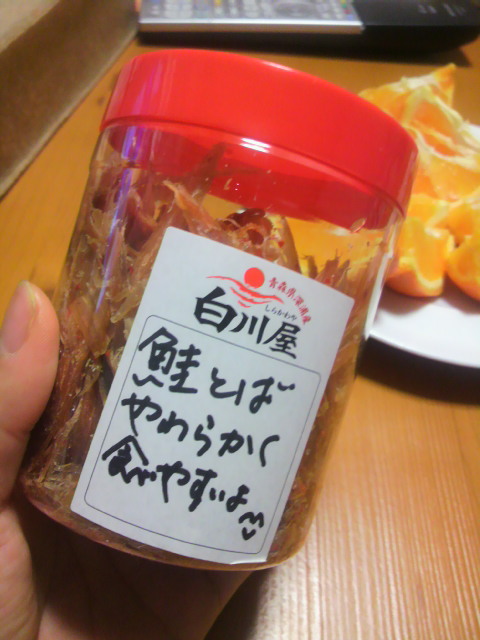 青森県深浦産
しらかわや
白川屋
鮭とば
やわらかく
食べやすいよ